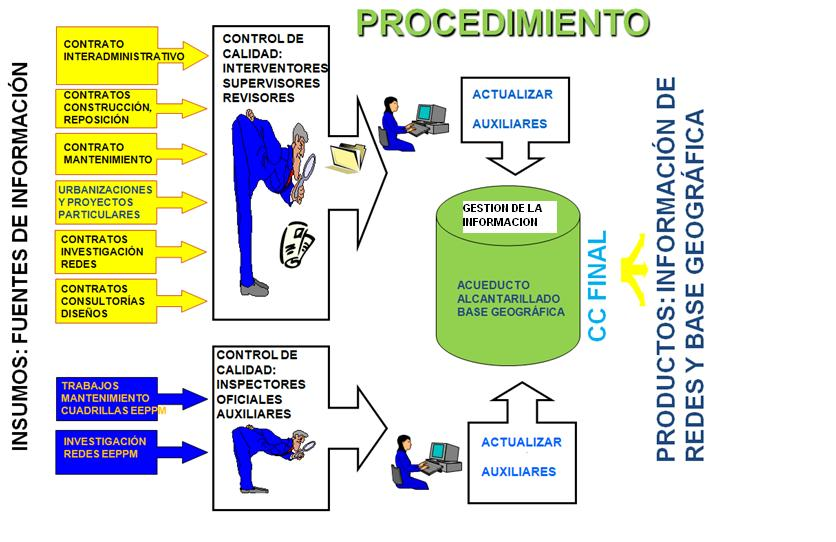 PROCEDIMIENTO
INSUMOS: FUENTES DE INFORMACIÓN
CONTRATO
INTERADMINISTRATIVO
CONTRATOS
CONSTRUCCIÓN,
REPOSICIÓN
CONTRATO
MANTENIMIENTO
URBANIZACIONES
Y PROYECTOS
PARTICULARES
CONTRATOS
INVESTIGACIÓN
REDES
CONTRATOS
CONSULTORÍAS
DISEÑOS
TRABAJOS
MANTENIMIENTO
CUADRILLAS EEPPM
INVESTIGACIÓN
REDES EEPPM
CONTROL DE
CALIDAD:
INTERVENTORES
SUPERVISORES
REVISORES
CONTROL DE
CALIDAD:
INSPECTORES
OFICIALES
AUXILIARES
ACTUALIZAR
AUXILIARES
GESTION DE LA
INFORMACION
ACUEDUCTO
ALCANTARILLADO
BASE GEOGRÁFICA
ACTUALIZAR
AUXILIARES
CC FINAL
PRODUCTOS: INFORMACIÓN DE
REDES Y BASE GEOGRÁFICA